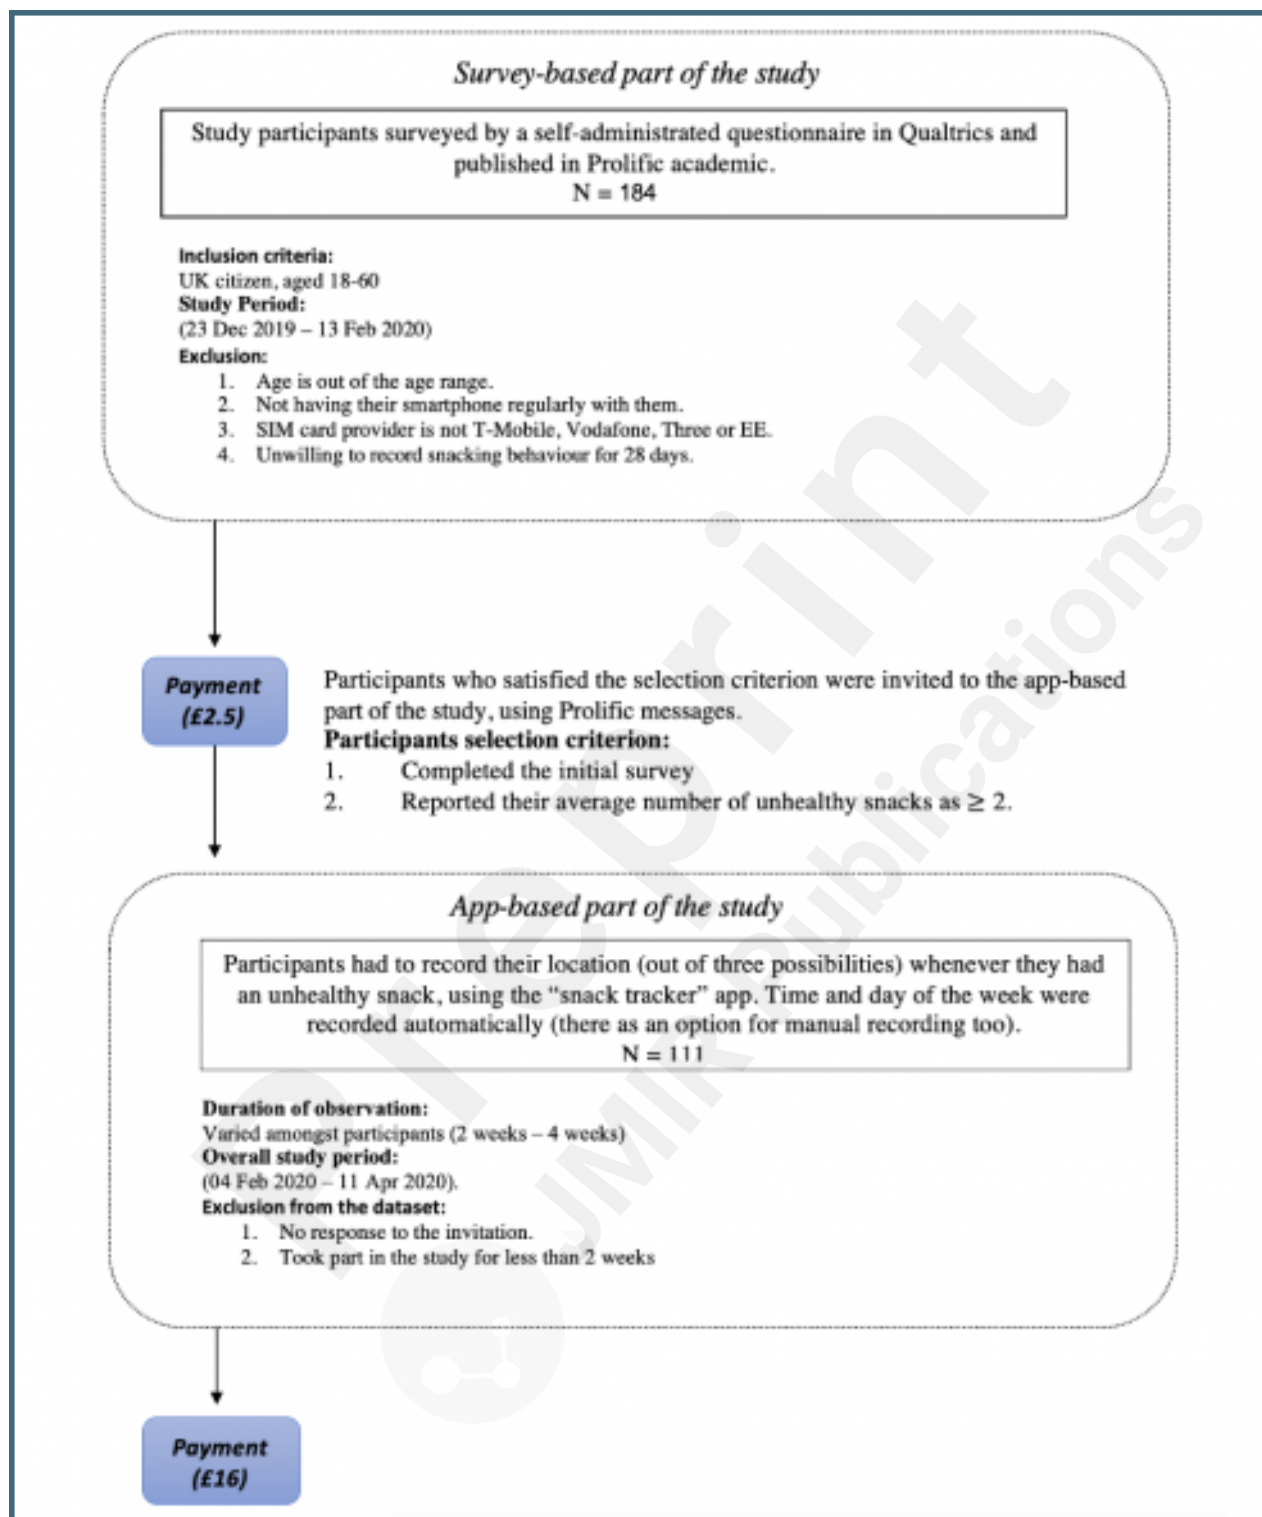 Survey-based part of the study
Study participants surveyed by a self-administrated questionnaire in Qualtrics and
published in Prolific academic.
N = 184
Inclusion criteria:
UK citizen, aged 18-60
Study Period:
(23 Dec 2019 – 13 Feb 2020)
Exclusion:
1. Age is out of the age range.
2. Not having their smartphone regularly with them.
3. SIM card provider is not T-Mobile, Vodafone, Three or EE.
4. Unwilling to record snacking behaviour for 28 days.
Payment
(£2.5)
Participants who satisfied the selection criterion were invited to the app-based
part of the study, using Prolific messages.
Participants selection criterion:
1. Completed the initial survey
2. Reported their average number of unhealthy snacks as ≥ 2.
App-based part of the study
Participants had to record their location (out of three possibilities) whenever they had
an unhealthy snack, using the “snack tracker” app. Time and day of the week were
recorded automatically (there as an option for manual recording too).
N = 111
Duration of observation:
Varied amongst participants (2 weeks – 4 weeks)
Overall study period:
(04 Feb 2020 – 11 Apr 2020).
Exclusion from the dataset:
1. No response to the invitation.
2. Took part in the study for less than 2 weeks
Payment
(£16)
Preprint
JMIR Publications